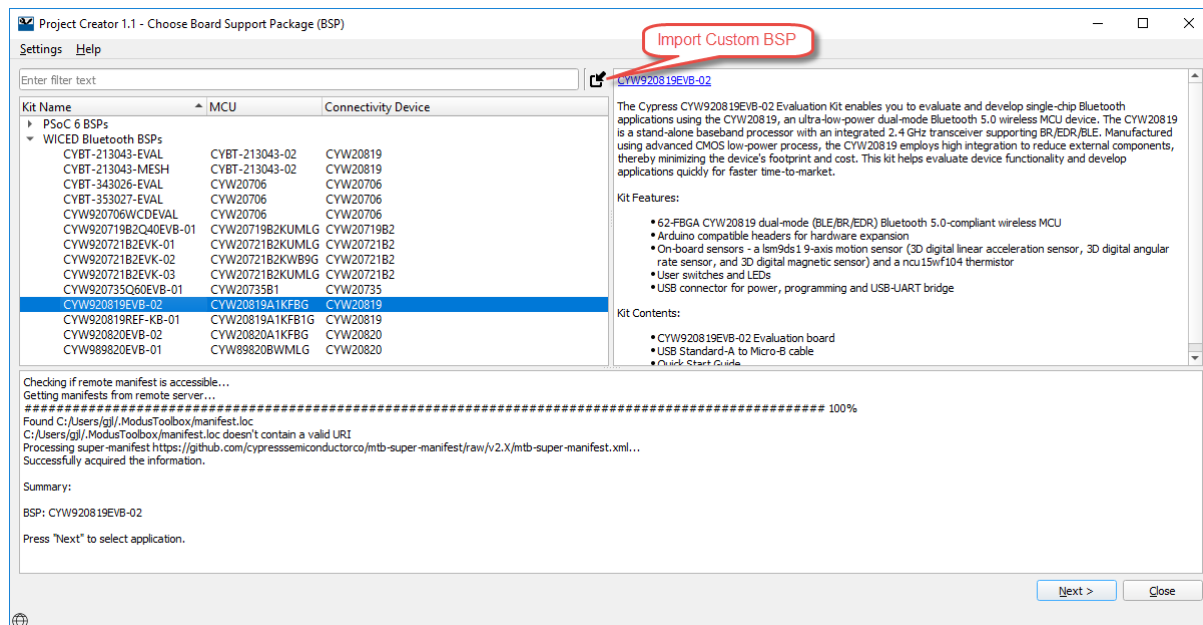 Project Creator 1.1 - Choose Board Support Package (BSP)
Settings Help
Import Custom BSP
Enter filter text
Kit Name MCU Connectivity Device
PSoC 6 BSPs
WICED Bluetooth BSPs
CYBT-213043-EVAL CYBT-213043-02 CYW20819
CYBT-213043-MESH CYBT-213043-02 CYW20819
CYBT-343026-EVAL CYW20706 CYW20706
CYBT-353027-EVAL CYW20706 CYW20706
CYW920706WCDEVAL CYW20706 CYW20706
CYW920719B2Q40EVB-01 CYW20719B2KUMLG CYW20719B2
CYW920721B2EVK-01 CYW20721B2KUMLG CYW20721B2
CYW920721B2EVK-02 CYW20721B2KWB9G CYW20721B2
CYW920721B2EVK-03 CYW20721B2KUMLG CYW20721B2
CYW920735Q60EVB-01 CYW20735B1 CYW20735
CYW920819EVB-02 CYW20819A1KFBG CYW20819
CYW920819REF-KB-01 CYW20819A1KFB1G CYW20819
CYW920820EVB-02 CYW20820A1KFBG CYW20820
CYW989820EVB-01 CYW89820BWMLG CYW20820
CYW920819EVB-02
The Cypress CYW920819EVB-02 Evaluation Kit enables you to evaluate and develop single-chip Bluetooth
applications using the CYW20819, an ultra-low-power dual-mode Bluetooth 5.0 wireless MCU device. The CYW20819
is a stand-alone baseband processor with an integrated 2.4 GHz transceiver supporting BR/EDR/BLE. Manufactured
using advanced CMOS low-power process, the CYW20819 employs high integration to reduce external components,
thereby minimizing the device's footprint and cost. This kit helps evaluate device functionality and develop
applications quickly for faster time-to-market.
Kit Features:
•62-FBGA CYW20819 dual-mode (BLE/BR/EDR) Bluetooth 5.0-compliant wireless MCU
•Arduino compatible headers for hardware expansion
•On-board sensors - a lsm9ds1 9-axis motion sensor (3D digital linear acceleration sensor, 3D digital angular
rate sensor, and 3D digital magnetic sensor) and a ncu15wf104 thermistor
•User switches and LEDs
•USB connector for power, programming and USB-UART bridge
Kit Contents:
•CYW920819EVB-02 Evaluation board
•USB Standard-A to Micro-B cable
•Quick Start Guide
Checking if remote manifest is accessible...
Getting manifests from remote server...
#################################################################################################### 100%
Found C:/Users/gjl/.ModusToolbox/manifest.loc
C:/Users/gjl/.ModusToolbox/manifest.loc doesn't contain a valid URI
Processing super-manifest https://github.com/cypresssemiconductorco/mtb-super-manifest/raw/v2.X/mtb-super-manifest.xml...
Successfully acquired the information.
Summary:
BSP: CYW920819EVB-02
Press "Next" to select application.
Next > Close